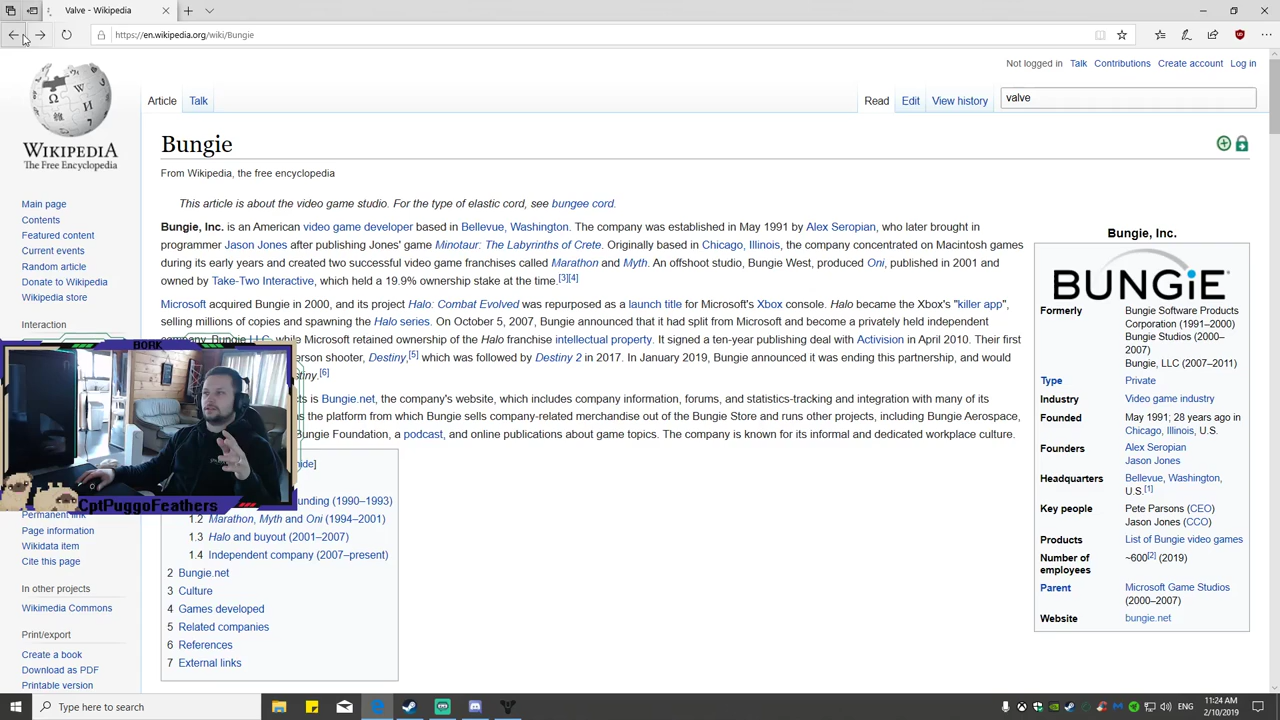 Valve - Wikipedia
https://en.wikipedia.org/wiki/Bungie
Not logged in Talk Contributions Create account Log in
Article Talk Read Edit View history valve
WIKIPEDIA
The Free Encyclopedia
Main page
Contents
Featured content
Current events
Random article
Donate to Wikipedia
Wikipedia store
Interaction
Permanent link
Page information
Wikidata item
Cite this page
In other projects
Wikimedia Commons
Print/export
Create a book
Download as PDF
Printable version
Bungie
From Wikipedia, the free encyclopedia
This article is about the video game studio. For the type of elastic cord, see bungee cord.
Bungie, Inc. is an American video game developer based in Bellevue, Washington. The company was established in May 1991 by Alex Seropian, who later brought in
programmer Jason Jones after publishing Jones' game Minotaur: The Labyrinths of Crete. Originally based in Chicago, Illinois, the company concentrated on Macintosh games
during its early years and created two successful video game franchises called Marathon and Myth. An offshoot studio, Bungie West, produced Oni, published in 2001 and
owned by Take-Two Interactive, which held a 19.9% ownership stake at the time.[3][4]
Microsoft acquired Bungie in 2000, and its project Halo: Combat Evolved was repurposed as a launch title for Microsoft's Xbox console. Halo became the Xbox's "killer app",
selling millions of copies and spawning the Halo series. On October 5, 2007, Bungie announced that it had split from Microsoft and become a privately held independent
company, Bungie LLC, while Microsoft retained ownership of the Halo franchise intellectual property. It signed a ten-year publishing deal with Activision in April 2010. Their first
erson shooter, Destiny,[5] which was followed by Destiny 2 in 2017. In January 2019, Bungie announced it was ending this partnership, and would
stiny.[6]
ts is Bungie.net, the company's website, which includes company information, forums, and statistics-tracking and integration with many of its
s the platform from which Bungie sells company-related merchandise out of the Bungie Store and runs other projects, including Bungie Aerospace,
Bungie Foundation, a podcast, and online publications about game topics. The company is known for its informal and dedicated workplace culture.
hide]
unding (1990–1993)
1.2 Marathon, Myth and Oni (1994–2001)
1.3 Halo and buyout (2001–2007)
1.4 Independent company (2007–present)
2 Bungie.net
3 Culture
4 Games developed
5 Related companies
6 References
7 External links
Bungie, Inc.
BUNGiE
Formerly Bungie Software Products
Corporation (1991–2000)
Bungie Studios (2000–
2007)
Bungie, LLC (2007–2011)
Type Private
Industry Video game industry
Founded May 1991; 28 years ago in
Chicago, Illinois, U.S.
Founders Alex Seropian
Jason Jones
Headquarters Bellevue, Washington,
U.S.[1]
Key people Pete Parsons (CEO)
Jason Jones (CCO)
Products List of Bungie video games
Number of ~600[2] (2019)
employees
Parent Microsoft Game Studios
(2000–2007)
Website bungie.net
BORK
CptPuggoFeathers
Type here to search
ENG
11:24 AM
2/10/2019